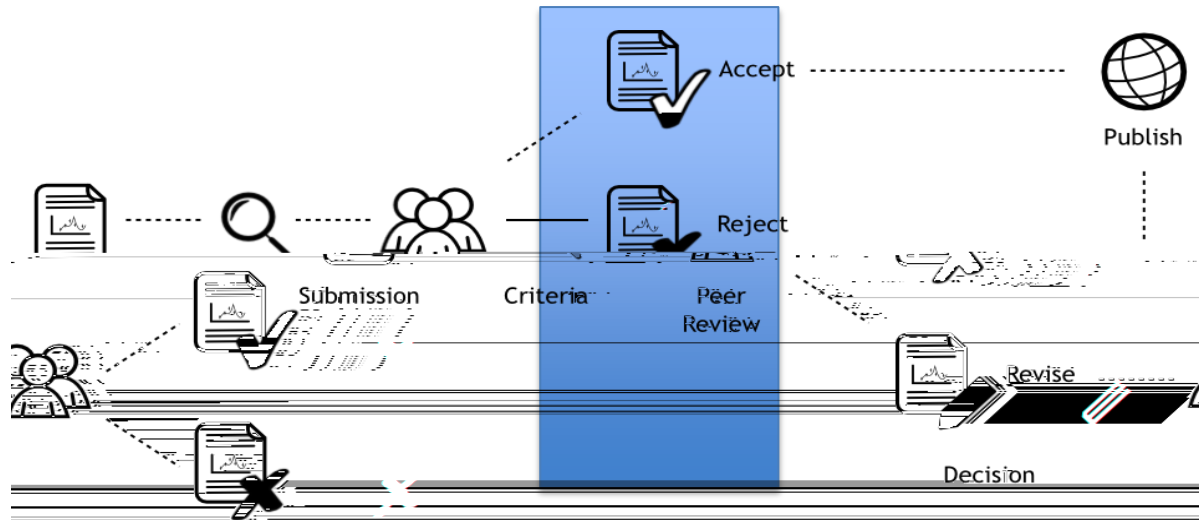 Accept
Publish
Reject
Submission
Criteria
Peer
Review
Revise
Decision